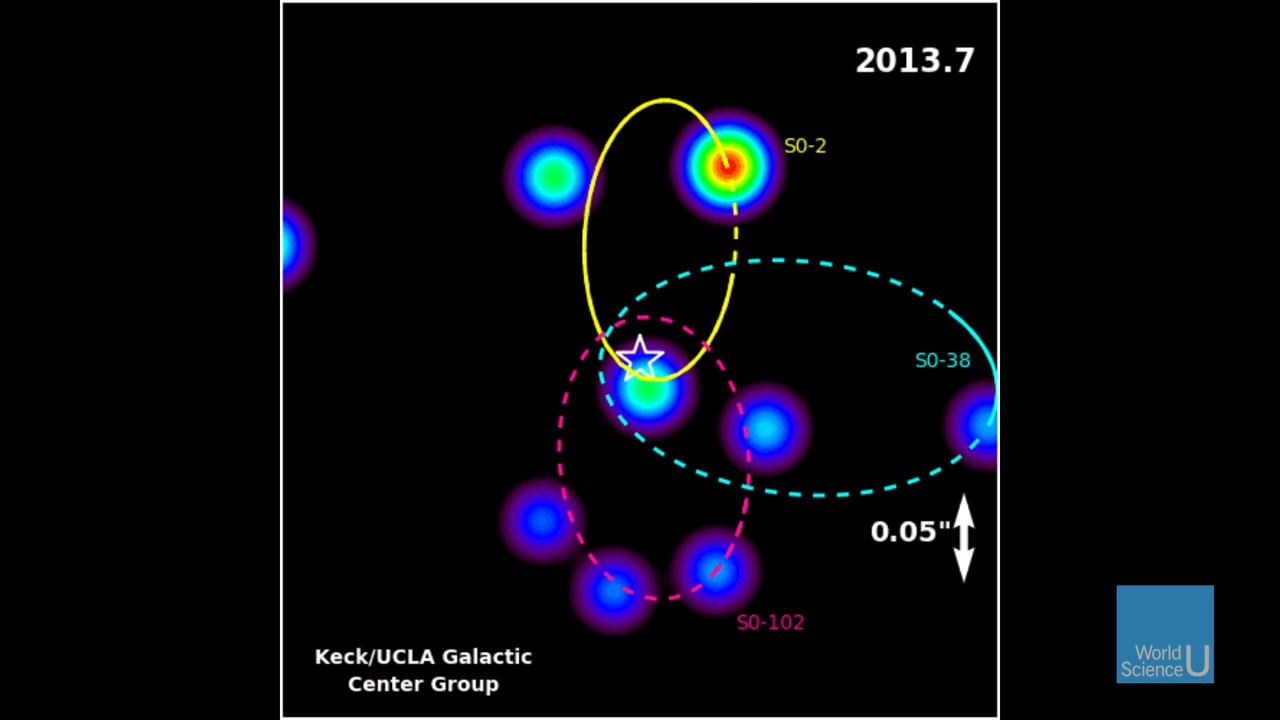 2013.7
S0-2
S0-38
0.05"
S0-102
Keck/UCLA Galactic
Center Group
World
Science U